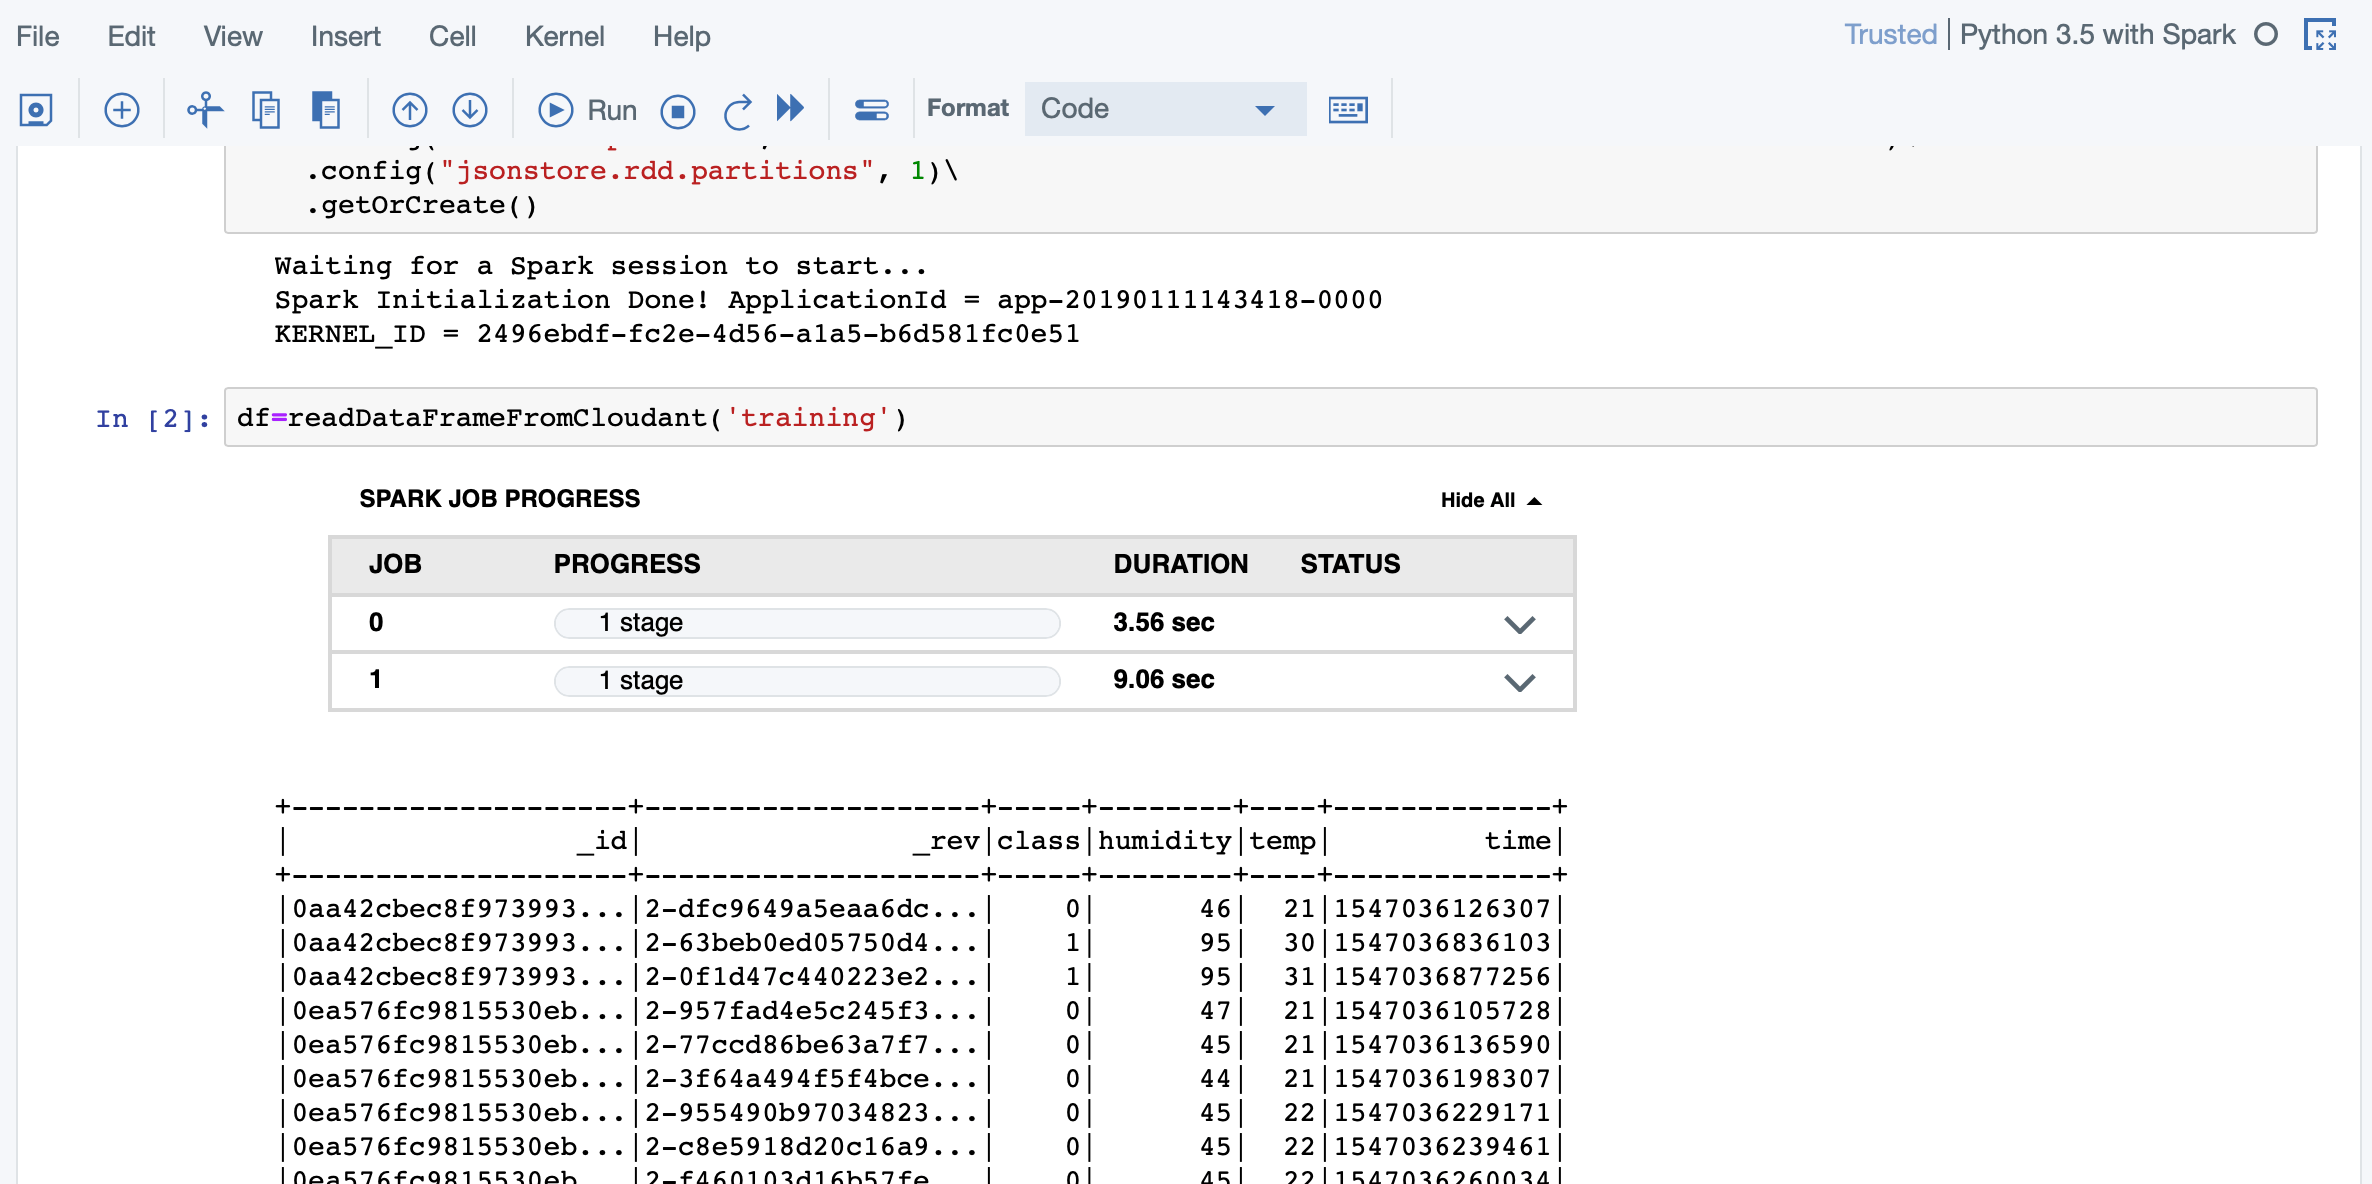 File Edit View Insert Cell Kernel Help Trusted | Python 3.5 with Spark
Run Format Code
.config("jsonstore.rdd.partitions", 1)\
.getOrCreate()
Waiting for a Spark session to start...
Spark Initialization Done! ApplicationId = app-20190111143418-0000
KERNEL_ID = 2496ebdf-fc2e-4d56-a1a5-b6d581fc0e51
In [2]: df=readDataFrameFromCloudant('training')
SPARK JOB PROGRESS Hide All
JOB PROGRESS DURATION STATUS
0 1 stage 3.56 sec
1 1 stage 9.06 sec
+--------------------+--------------------+-----+--------+----+-------------+
|                 _id|                _rev|class|humidity|temp|         time|
+--------------------+--------------------+-----+--------+----+-------------+
|0aa42cbec8f973993...|2-dfc9649a5eaa6dc...|    0|      46|  21|1547036126307|
|0aa42cbec8f973993...|2-63beb0ed05750d4...|    1|      95|  30|1547036836103|
|0aa42cbec8f973993...|2-0f1d47c440223e2...|    1|      95|  31|1547036877256|
|0ea576fc9815530eb...|2-957fad4e5c245f3...|    0|      47|  21|1547036105728|
|0ea576fc9815530eb...|2-77ccd86be63a7f7...|    0|      45|  21|1547036136590|
|0ea576fc9815530eb...|2-3f64a494f5f4bce...|    0|      44|  21|1547036198307|
|0ea576fc9815530eb...|2-955490b97034823...|    0|      45|  22|1547036229171|
|0ea576fc9815530eb...|2-c8e5918d20c16a9...|    0|      45|  22|1547036239461|
|0ea576fc9815530eb...|2-f460103d16b57fe...|    0|      45|  22|1547036260034|